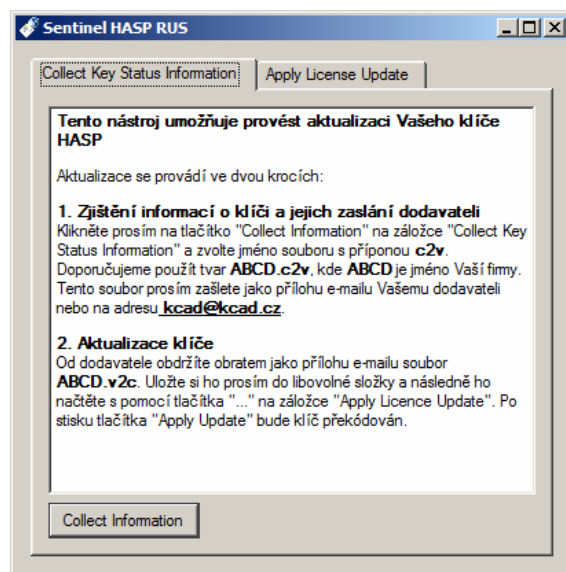 Sentinel HASP RUS
Collect Key Status Information
Apply License Update
Tento nástroj umožňuje provést aktualizaci Vašeho klíče
HASP
Aktualizace se provádí ve dvou krocích:
1. Zjištění informací o klíči a jejich zaslání dodavateli
Klikněte prosím na tlačítko "Collect Information" na záložce "Collect Key
Status Information" a zvolte jméno souboru s příponou c2v.
Doporučujeme použít tvar ABCD.c2v, kde ABCD je jméno Vaší firmy.
Tento soubor prosím zašlete jako přílohu e-mailu Vašemu dodavateli
nebo na adresu kcad@kcad.cz.
2. Aktualizace klíče
Od dodavatele obdržíte obratem jako přílohu e-mailu soubor
ABCD.v2c. Uložte si ho prosím do libovolné složky a následně ho
načtěte s pomocí tlačítka "..." na záložce "Apply Licence Update". Po
stisku tlačítka "Apply Update" bude klíč překódován.
Collect Information